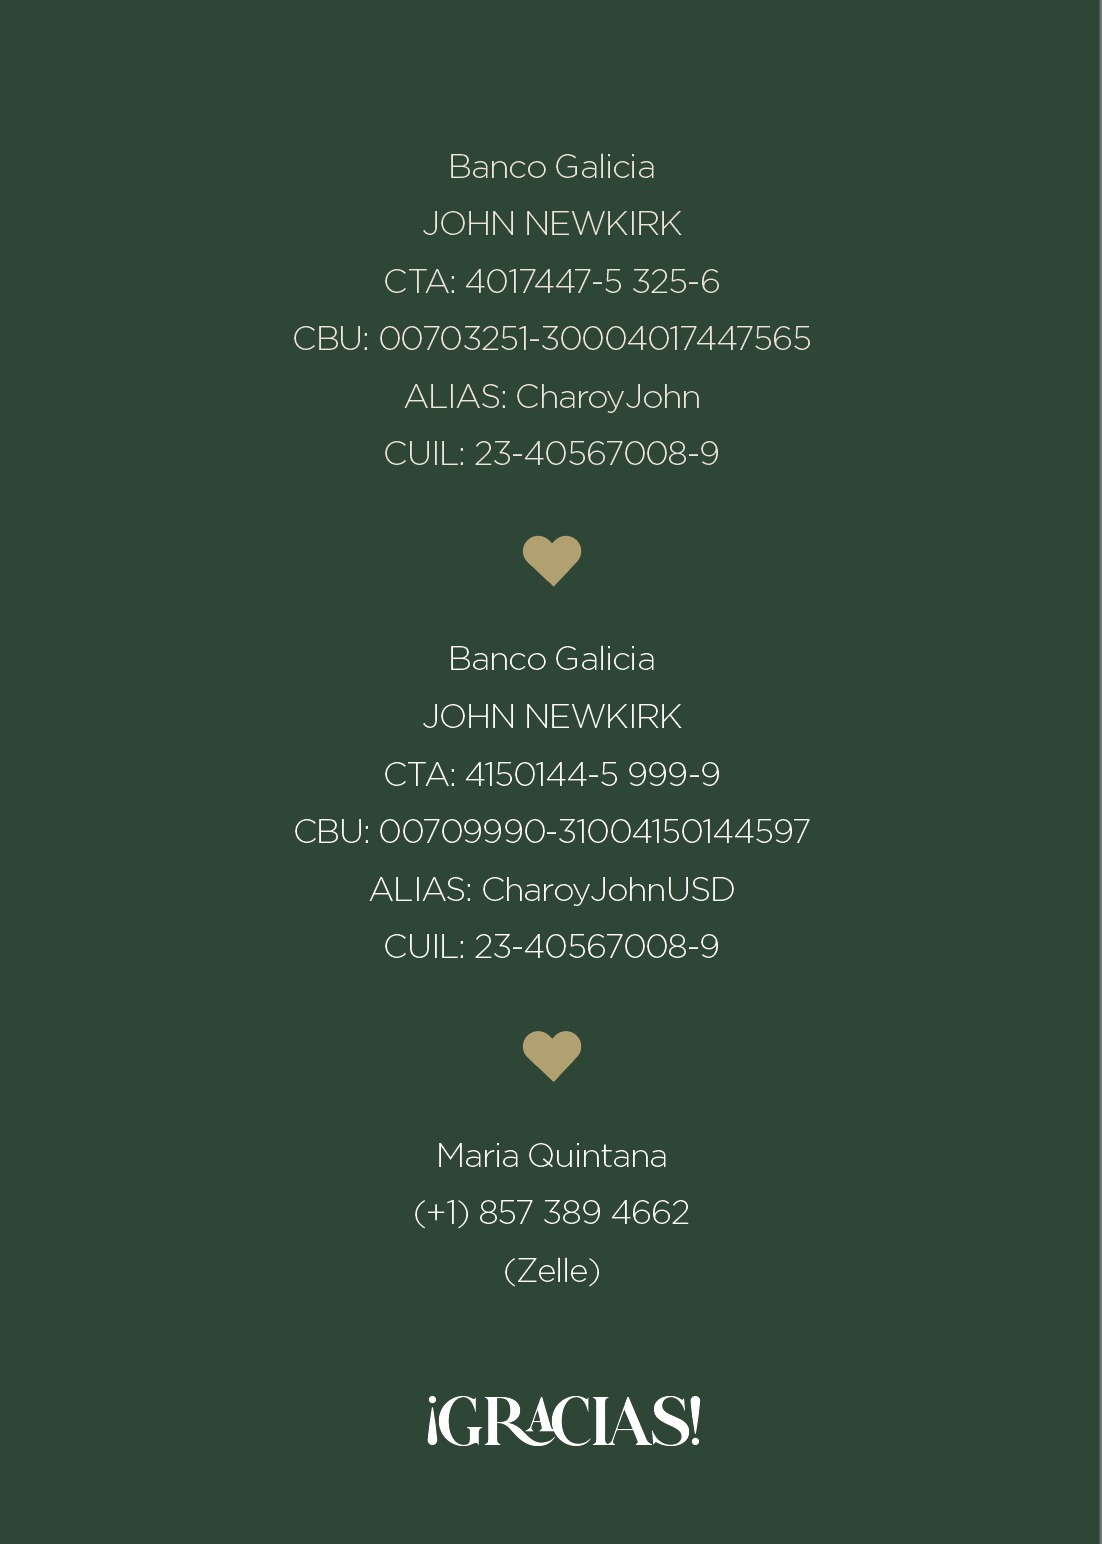 Banco Galicia
JOHN NEWKIRK
CTA: 4017447-5 325-6
CBU: 00703251-30004017447565
ALIAS: CharoyJohn
CUIL: 23-40567008-9
Banco Galicia
JOHN NEWKIRK
CTA: 4150144-5 999-9
CBU: 00709990-31004150144597
ALIAS: CharoyJohnUSD
CUIL: 23-40567008-9
Maria Quintana
(+1) 857 389 4662
(Zelle)
¡GRACIAS!